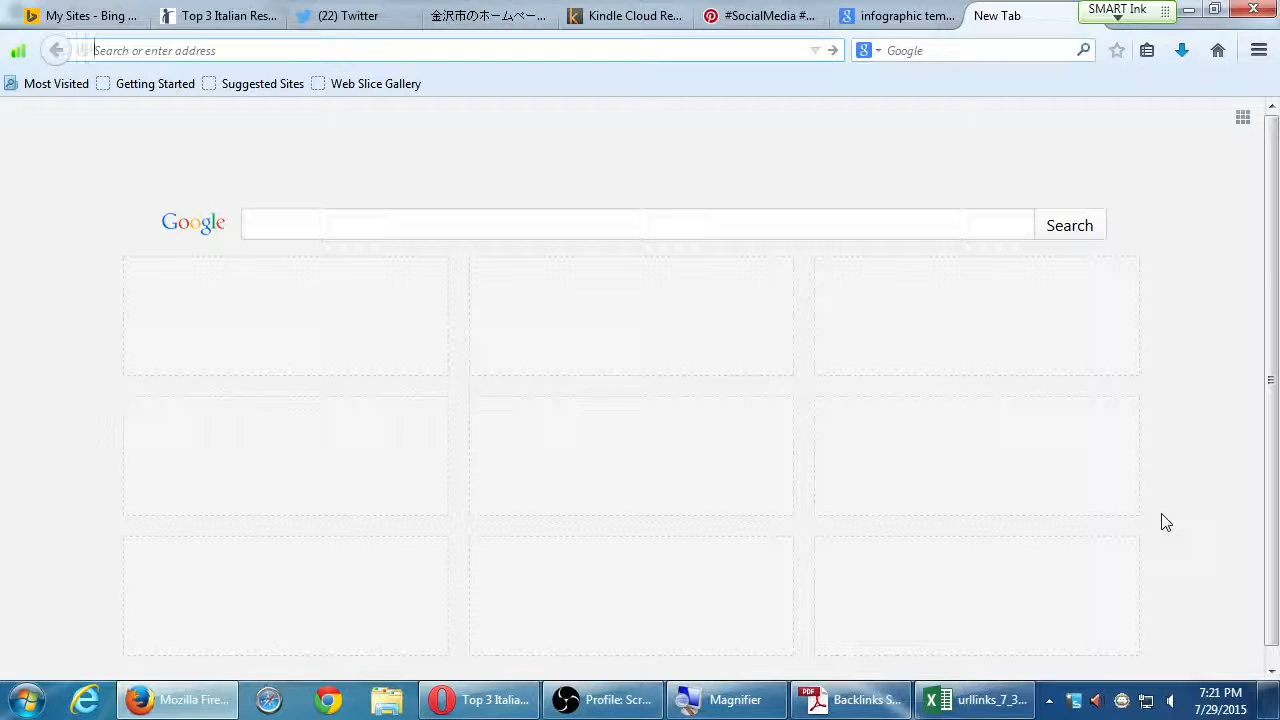 My Sites - Bing ...
Top 3 Italian Res...
(22) Twitter
金沢市のホームペー...
Kindle Cloud Re...
#SocialMedia #...
infographic tem...
New Tab
SMART Ink
Search or enter address
Google
Most Visited
Getting Started
Suggested Sites
Web Slice Gallery
Google
Search
Mozilla Fire...
Top 3 Italia...
Profile: Scr...
Magnifier
Backlinks S...
urllinks_7_3...
7:21 PM
7/29/2015